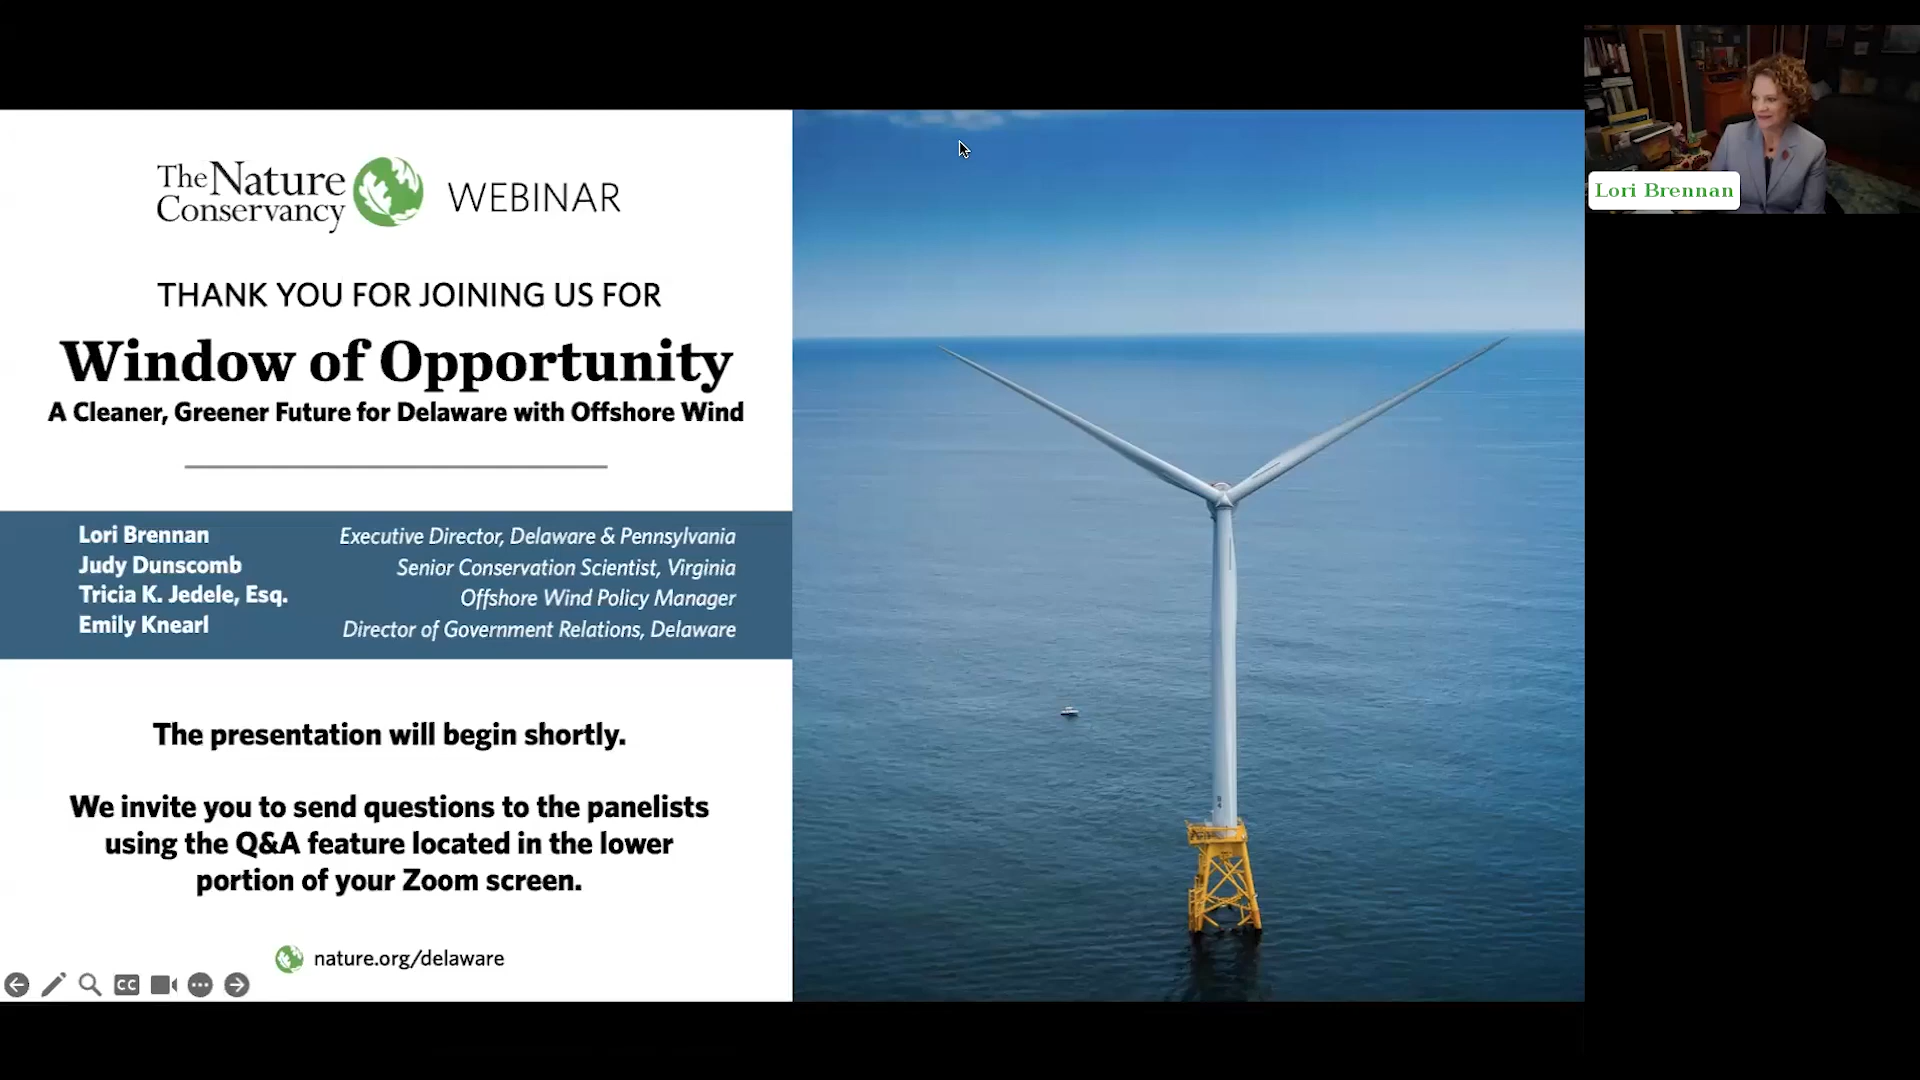 The Nature
Conservancy
WEBINAR
THANK YOU FOR JOINING US FOR
Window of Opportunity
A Cleaner, Greener Future for Delaware with Offshore Wind
Lori Brennan Executive Director, Delaware & Pennsylvania
Judy Dunscomb Senior Conservation Scientist, Virginia
Tricia K. Jedele, Esq. Offshore Wind Policy Manager
Emily Knearl Director of Government Relations, Delaware
The presentation will begin shortly.
We invite you to send questions to the panelists
using the Q&A feature located in the lower
portion of your Zoom screen.
nature.org/delaware
CC
Lori Brennan